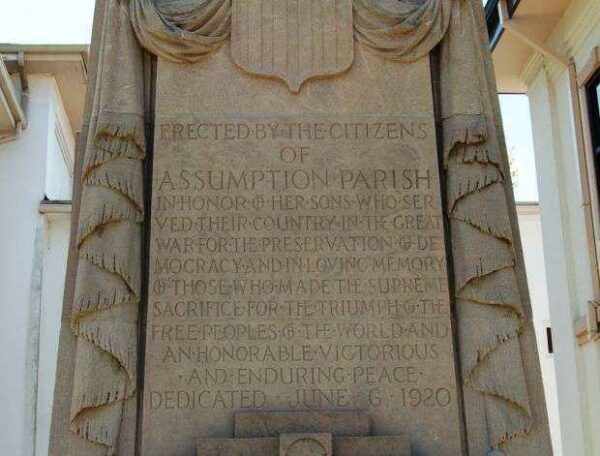 ERECTED·BY·THE·CITIZENS
OF
ASSUMPTION·PARISH
IN·HONOR·OF·HER·SONS·WHO·SER
VED·THEIR·COUNTRY·IN·THE·GREAT
WAR·FOR·THE·PRESERVATION·OF·DE
MOCRACY·AND·IN·LOVING·MEMORY
OF·THOSE·WHO·MADE·THE·SUPREME
SACRIFICE·FOR·THE·TRIUMPH·OF·THE
FREE·PEOPLES·OF·THE·WORLD·AND
AN·HONORABLE·VICTORIOUS
·AND·ENDURING·PEACE·
DEDICATED·JUNE·6·1920